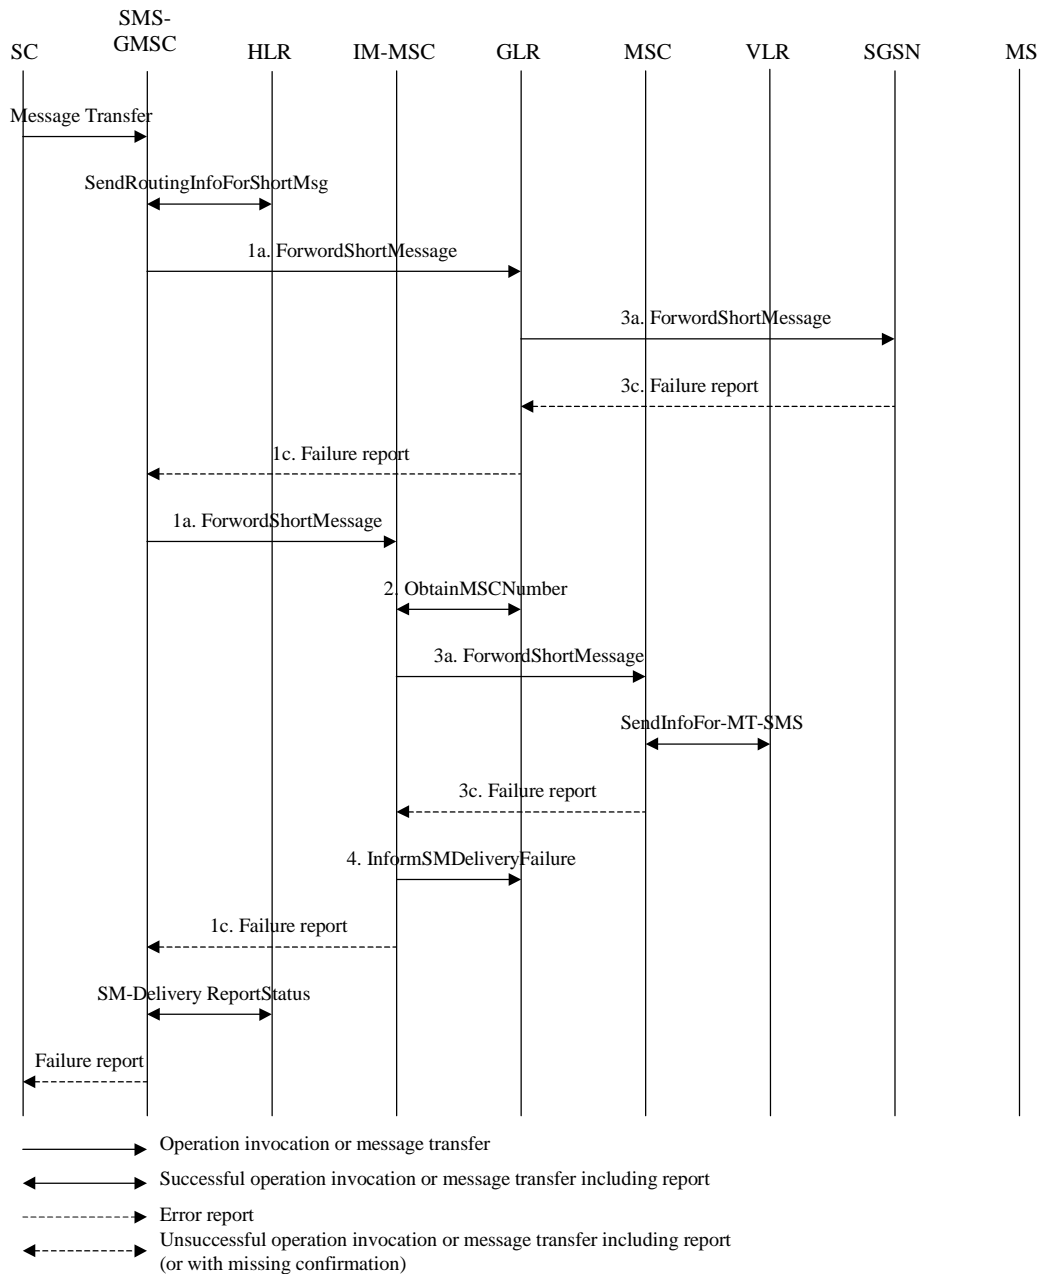 SMS-
GMSC
SC
HLR
IM-MSC
GLR
MSC
VLR
SGSN
MS
Message Transfer
SendRoutingInfoForShortMsg
1a. ForwordShortMessage
3a. ForwordShortMessage
3c. Failure report
1c. Failure report
1a. ForwordShortMessage
2. ObtainMSCNumber
3a. ForwordShortMessage
SendInfoFor-MT-SMS
3c. Failure report
4. InformSMDeliveryFailure
1c. Failure report
SM-Delivery ReportStatus
Failure report
Operation invocation or message transfer
Successful operation invocation or message transfer including report
Error report
Unsuccessful operation invocation or message transfer including report
(or with missing confirmation)